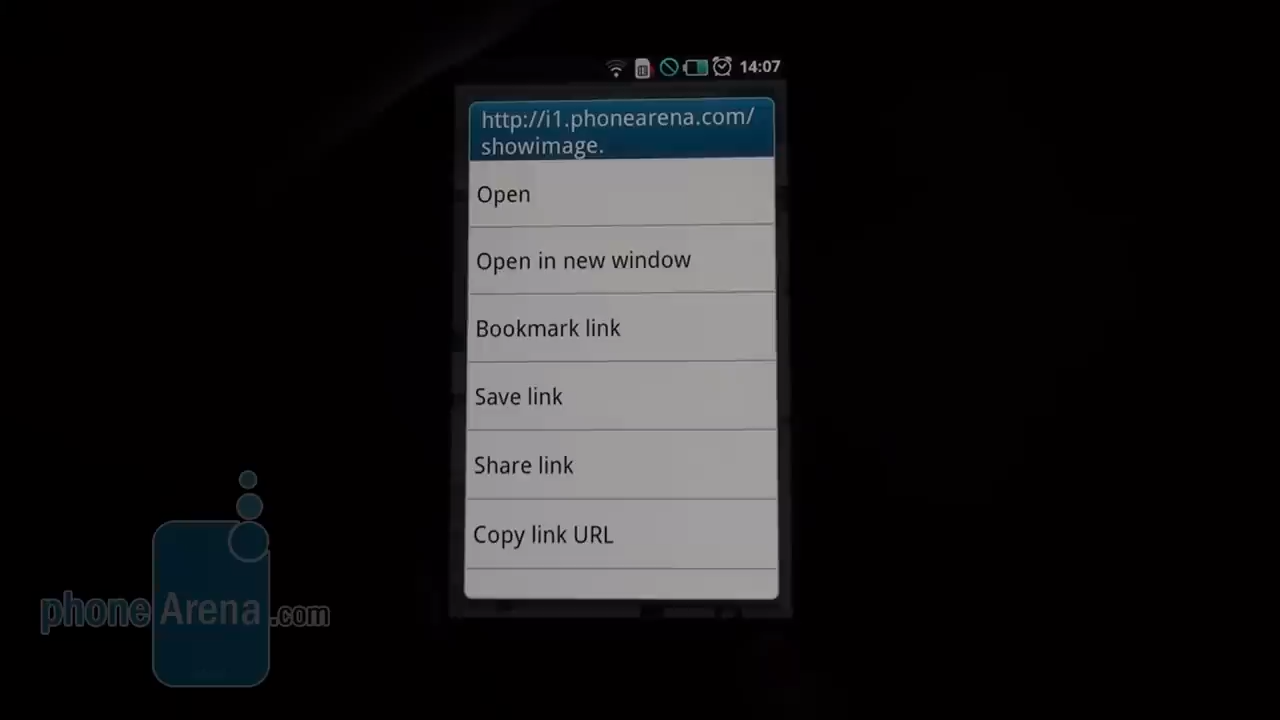 14:07
http://i1.phonearena.com/
showimage.
Open
Open in new window
Bookmark link
Save link
Share link
Copy link URL
phoneArena.com